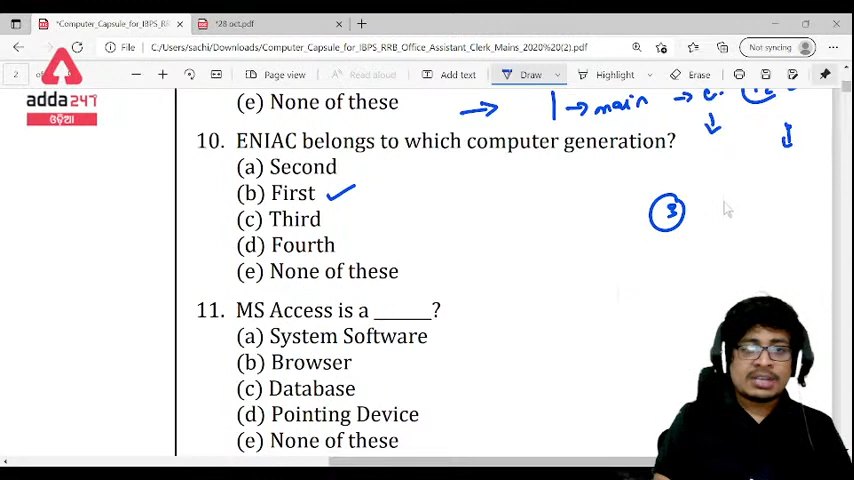 *Computer_Capsule_for_IBPS_RR
*28 oct.pdf
File
C:/Users/sachi/Downloads/Computer_Capsule_for_IBPS_RRB_Office_Assistant_Clerk_Mains_2020%20(2).pdf
Not syncing
2
Page view
Read aloud
Add text
Draw
Highlight
Erase
adda247
ଓଡ଼ିଆ
(e) None of these
main
10. ENIAC belongs to which computer generation?
(a) Second
(b) First
(c) Third
(d) Fourth
(e) None of these
3
11. MS Access is a ______?
(a) System Software
(b) Browser
(c) Database
(d) Pointing Device
(e) None of these